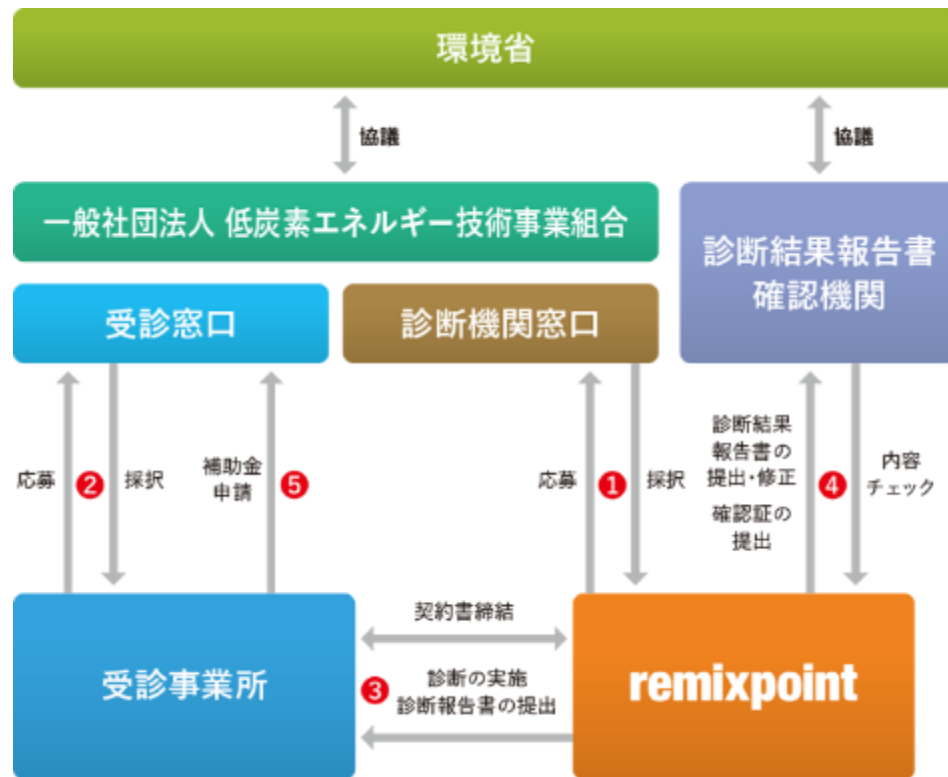 環境省
協議
協議
一般社団法人 低炭素エネルギー技術事業組合
診断結果報告書
確認機関
受診窓口
診断機関窓口
応募
2
採択
補助金
申請
5
応募
1
採択
診断結果
報告書の
提出・修正
確認証の
提出
4
内容
チェック
受診事業所
契約書締結
3
診断の実施
診断報告書の提出
remixpoint